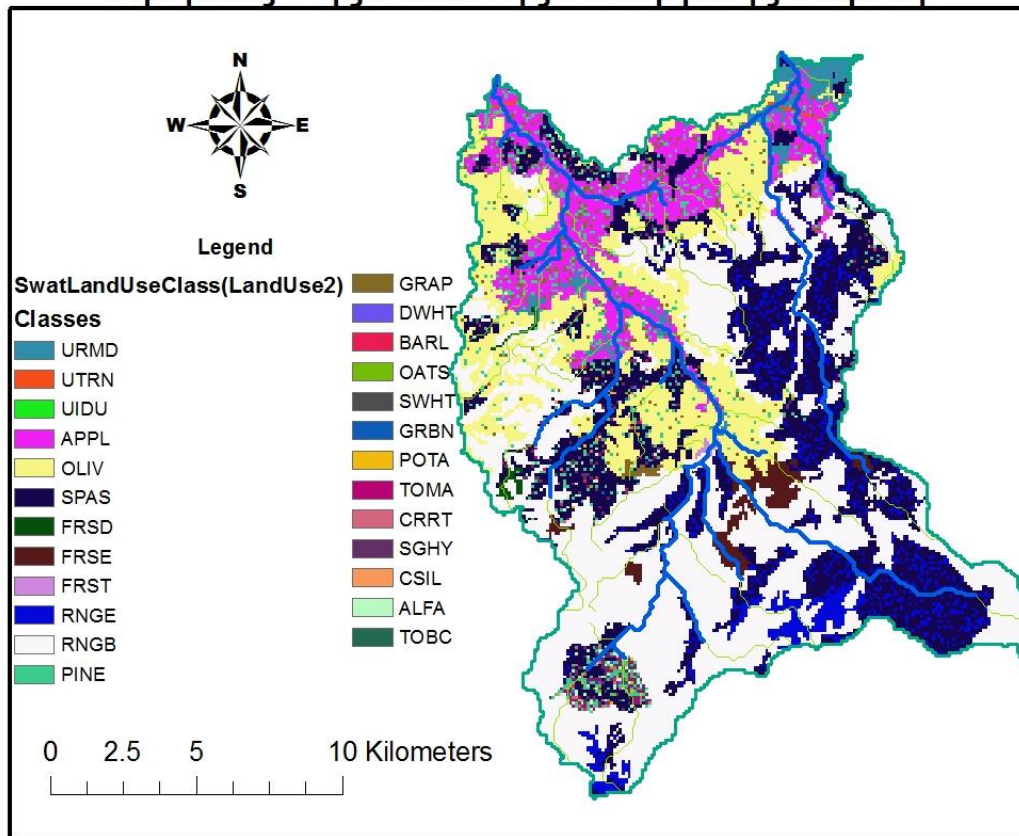 N
W E
S
Legend
SwatLandUseClass(LandUse2)
Classes
URMD
UTRN
UIDU
APPL
OLIV
SPAS
FRSD
FRSE
FRST
RNGE
RNGB
PINE
GRAP
DWHT
BARL
OATS
SWHT
GRBN
POTA
TOMA
CRRT
SGHY
CSIL
ALFA
TOBC
0 2.5 5 10 Kilometers